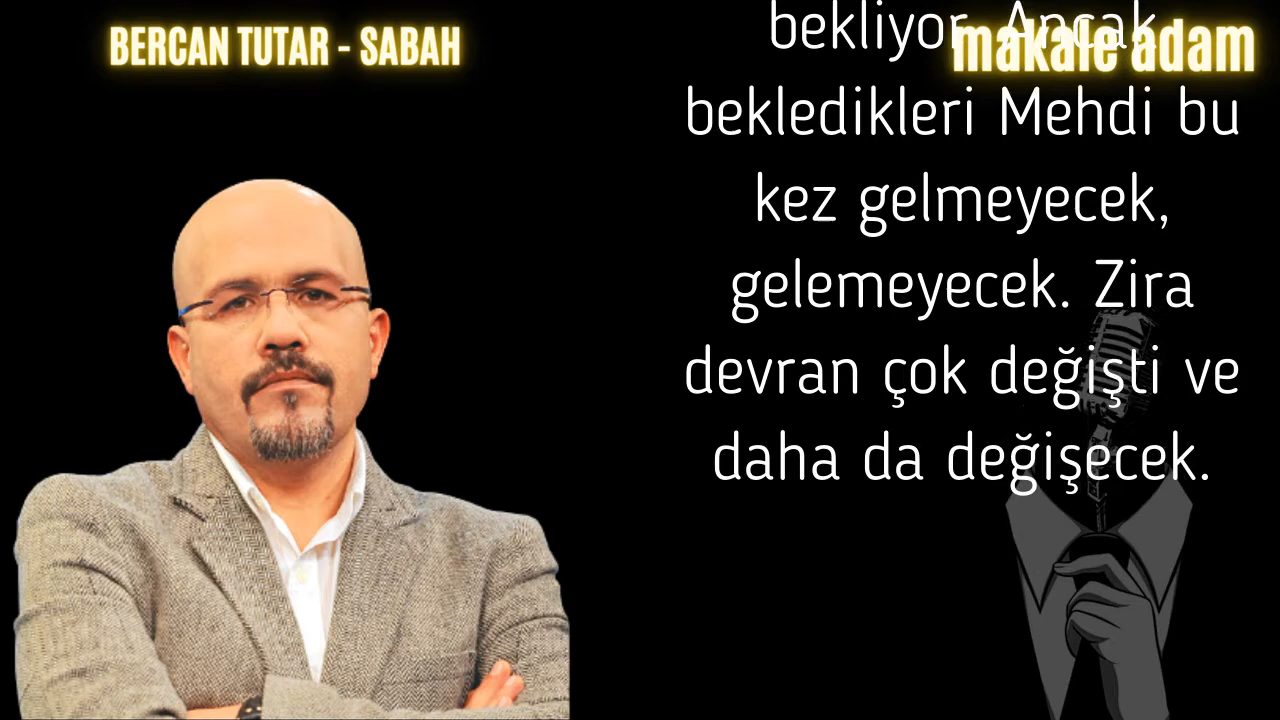 BERCAN TUTAR - SABAH
makale adam
bekliyor. Ancak
bekledikleri Mehdi bu
kez gelmeyecek,
gelemeyecek. Zira
devran çok değişti ve
daha da değişecek.